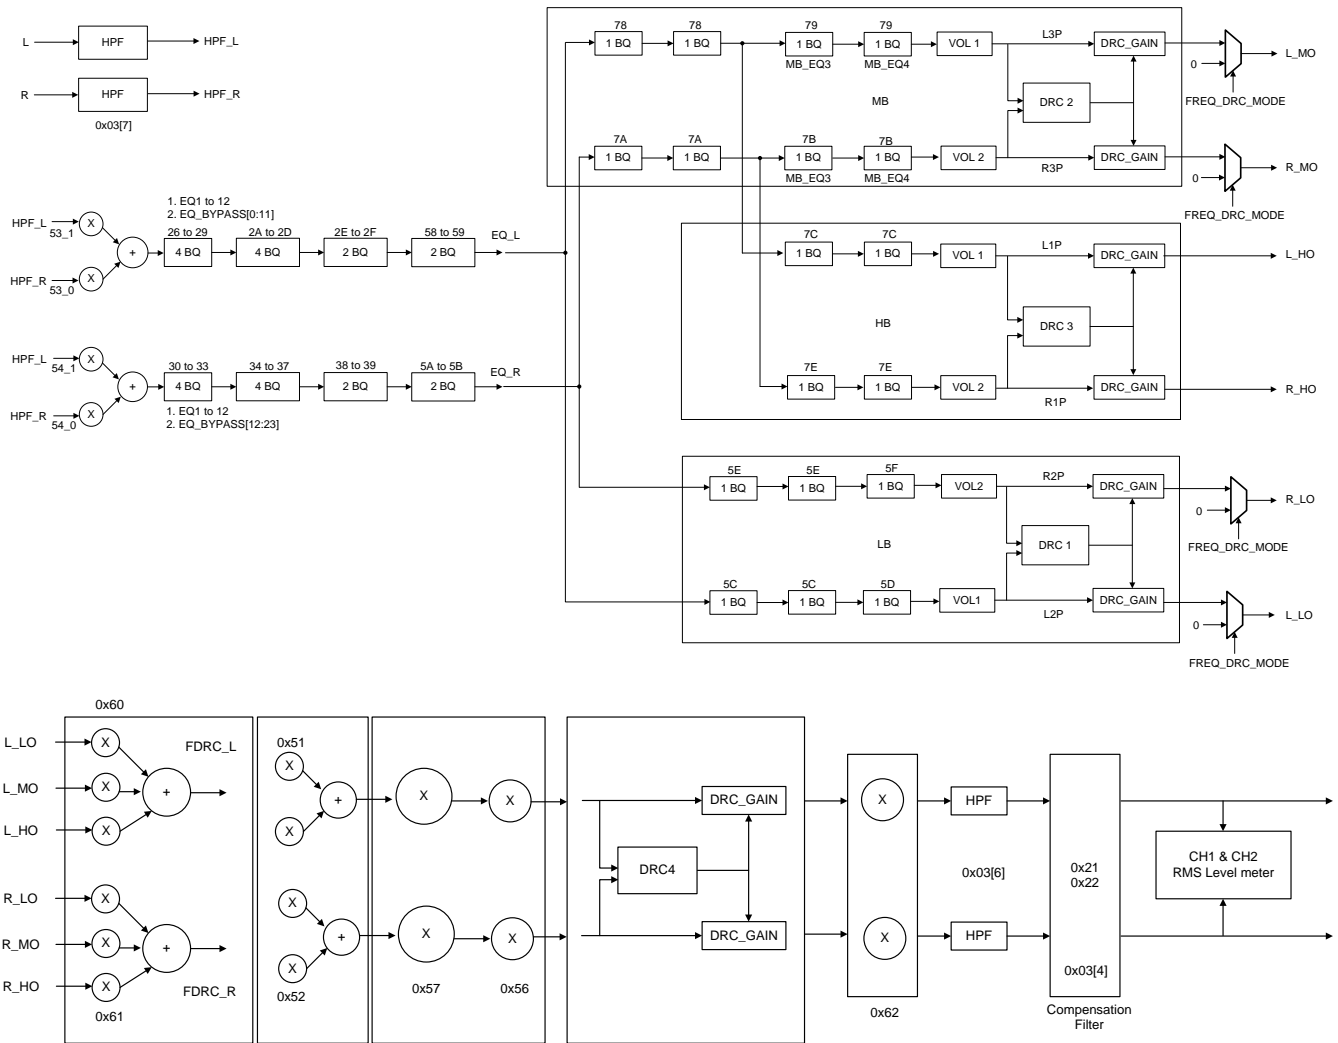 L
HPF
HPF_L
R
HPF
HPF_R
0x03[7]
78
78
79
79
1 BQ
1 BQ
1 BQ
1 BQ
VOL 1
L3P
DRC_GAIN
L_MO
0
MB_EQ3
MB_EQ4
FREQ_DRC_MODE
MB
DRC 2
7A
7A
7B
7B
1 BQ
1 BQ
1 BQ
1 BQ
VOL 2
R3P
DRC_GAIN
R_MO
0
MB_EQ3
MB_EQ4
FREQ_DRC_MODE
1. EQ1 to 12
2. EQ_BYPASS[0:11]
HPF_L
53_1
X
26 to 29
2A to 2D
2E to 2F
58 to 59
EQ_L
+
4 BQ
4 BQ
2 BQ
2 BQ
HPF_R
53_0
X
7C
7C
1 BQ
1 BQ
VOL 1
L1P
DRC_GAIN
L_HO
HB
DRC 3
7E
7E
1 BQ
1 BQ
VOL 2
R1P
DRC_GAIN
R_HO
HPF_L
54_1
X
30 to 33
34 to 37
38 to 39
5A to 5B
EQ_R
+
4 BQ
4 BQ
2 BQ
2 BQ
HPF_R
54_0
X
1. EQ1 to 12
2. EQ_BYPASS[12:23]
5E
5E
5F
1 BQ
1 BQ
1 BQ
VOL2
R2P
DRC_GAIN
R_LO
0
FREQ_DRC_MODE
LB
DRC 1
5C
5C
5D
1 BQ
1 BQ
1 BQ
VOL1
L2P
DRC_GAIN
L_LO
0
FREQ_DRC_MODE
0x60
L_LO
X
FDRC_L
L_MO
X
+
L_HO
X
R_LO
X
R_MO
X
+
R_HO
X
FDRC_R
0x61
0x51
X
+
X
X
+
X
0x52
X
X
X
X
0x57
0x56
DRC_GAIN
DRC4
DRC_GAIN
X
X
0x62
HPF
0x03[6]
HPF
0x21
0x22
0x03[4]
Compensation
Filter
CH1 & CH2
RMS Level meter